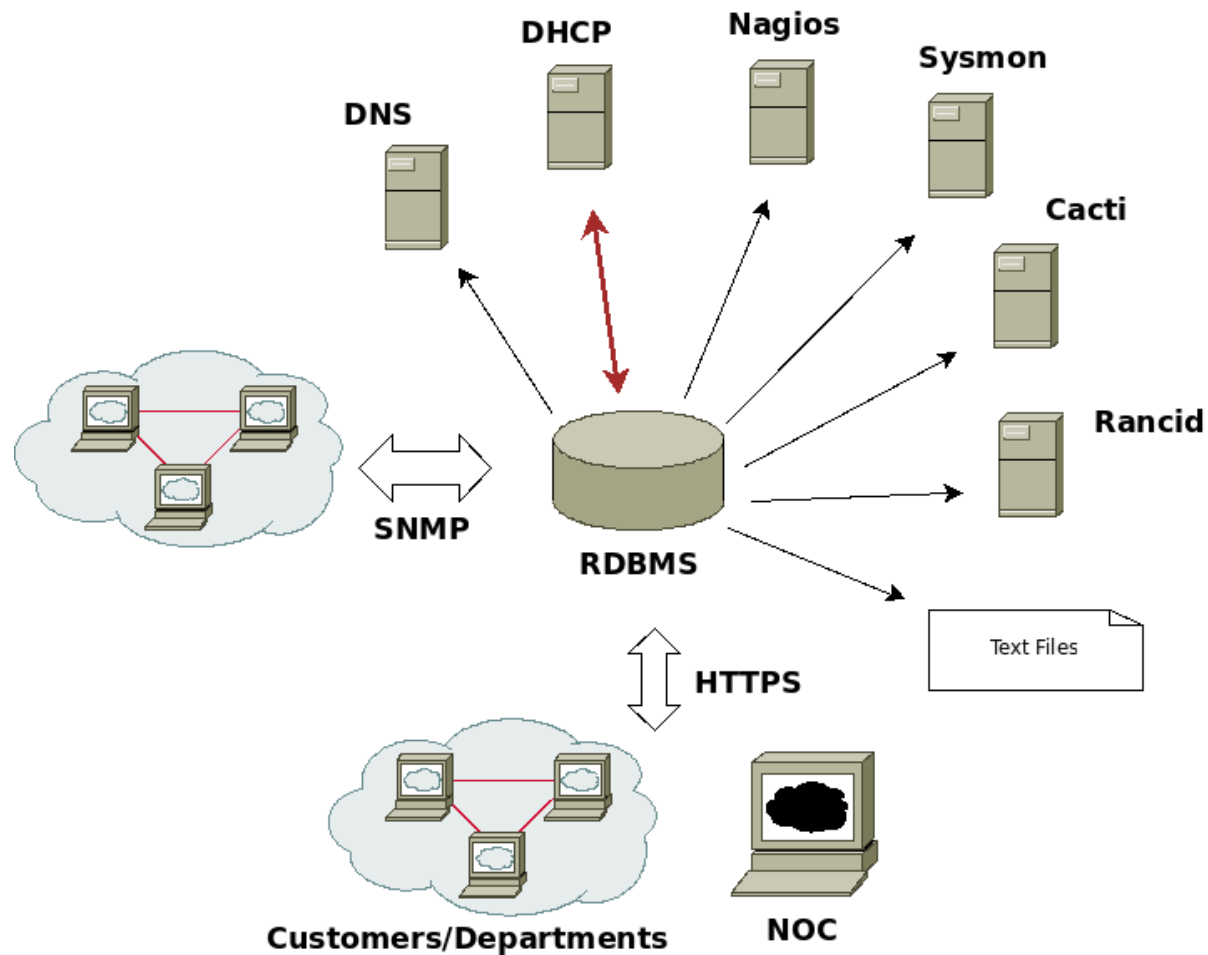 DHCP
Nagios
Sysmon
DNS
Cacti
Rancid
SNMP
RDBMS
Text Files
HTTPS
Customers/Departments
NOC